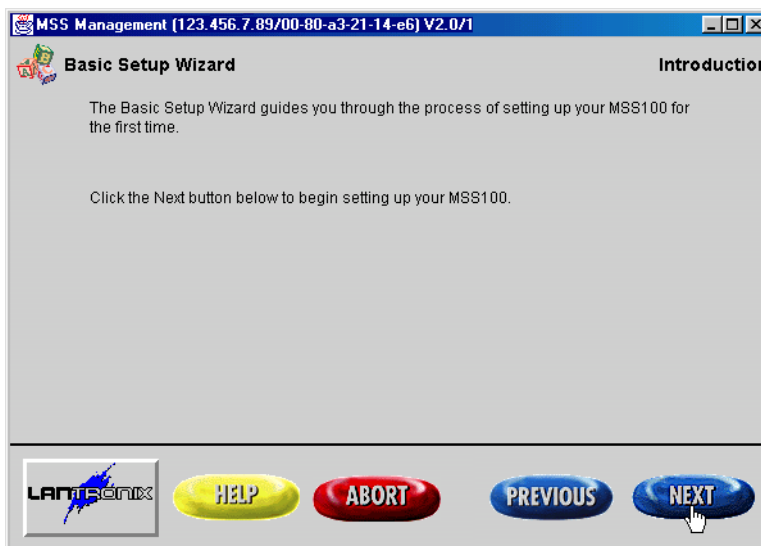 MSS Management (123.456.7.89/00-80-a3-21-14-e6) V2.0/1
Basic Setup Wizard
Introduction
The Basic Setup Wizard guides you through the process of setting up your MSS100 for
the first time.
Click the Next button below to begin setting up your MSS100.
LANTRONIX
HELP
ABORT
PREVIOUS
NEXT